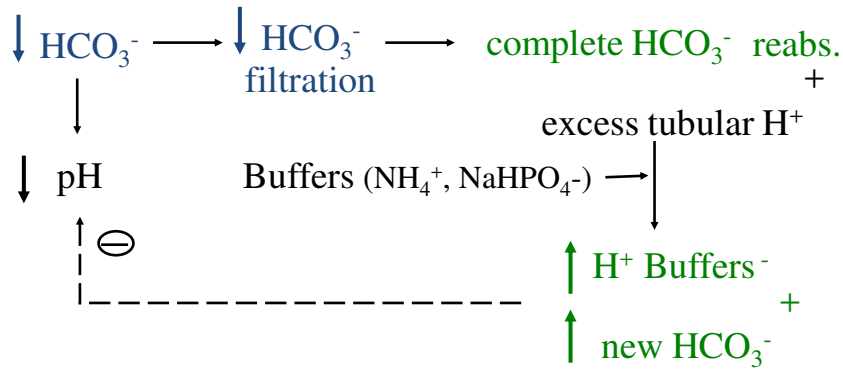 ↓ HCO₃⁻ → ↓ HCO₃⁻ → complete HCO₃⁻ reabs.
filtration
+
excess tubular H⁺
↓ pH
Buffers (NH₄⁺, NaHPO₄-)
⊖
↑ H⁺ Buffers ⁻
+
↑ new HCO₃⁻